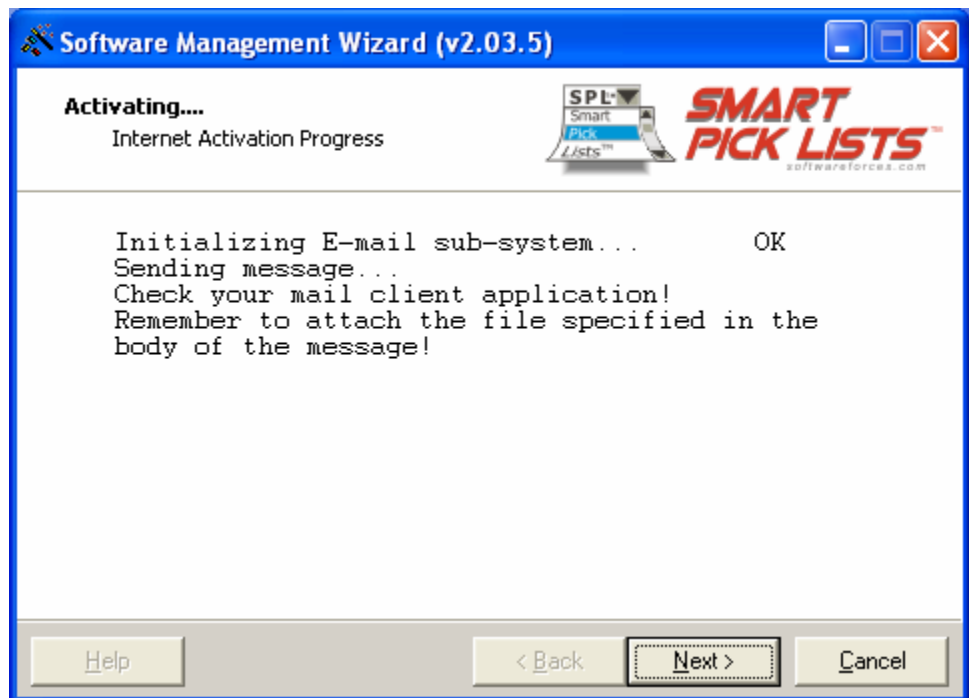 Software Management Wizard (v2.03.5)
Activating....
Internet Activation Progress
SPL™
Smart
Pick
Lists™
SMART
PICK LISTS™
softwareforces.com
Initializing E-mail sub-system... OK
Sending message...
Check your mail client application!
Remember to attach the file specified in the
body of the message!
Help
< Back
Next >
Cancel